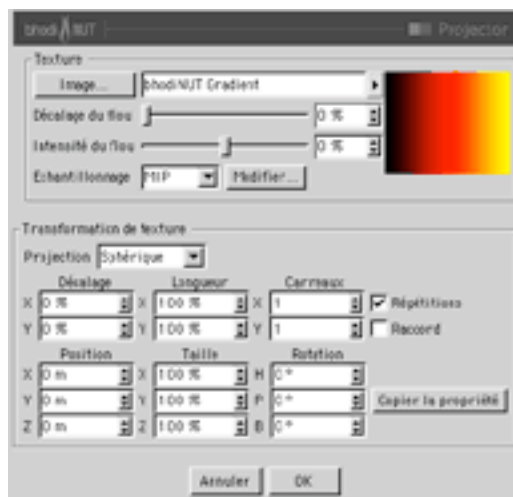 bhodiNUT
Projector
Texture
Image... bhodiNUT Gradient
Décalage du flou 0 %
Intensité du flou 0 %
Echantillonnage MIP Modifier...
Transformation de texture
Projection Sphérique
Décalage Longueur Carreaux
X 0 % X 100 % X 1 Répétitions
Y 0 % Y 100 % Y 1 Raccord
Position Taille Rotation
X 0 m X 100 % H 0 °
Y 0 m Y 100 % P 0 ° Copier la propriété
Z 0 m Z 100 % B 0 °
Annuler OK